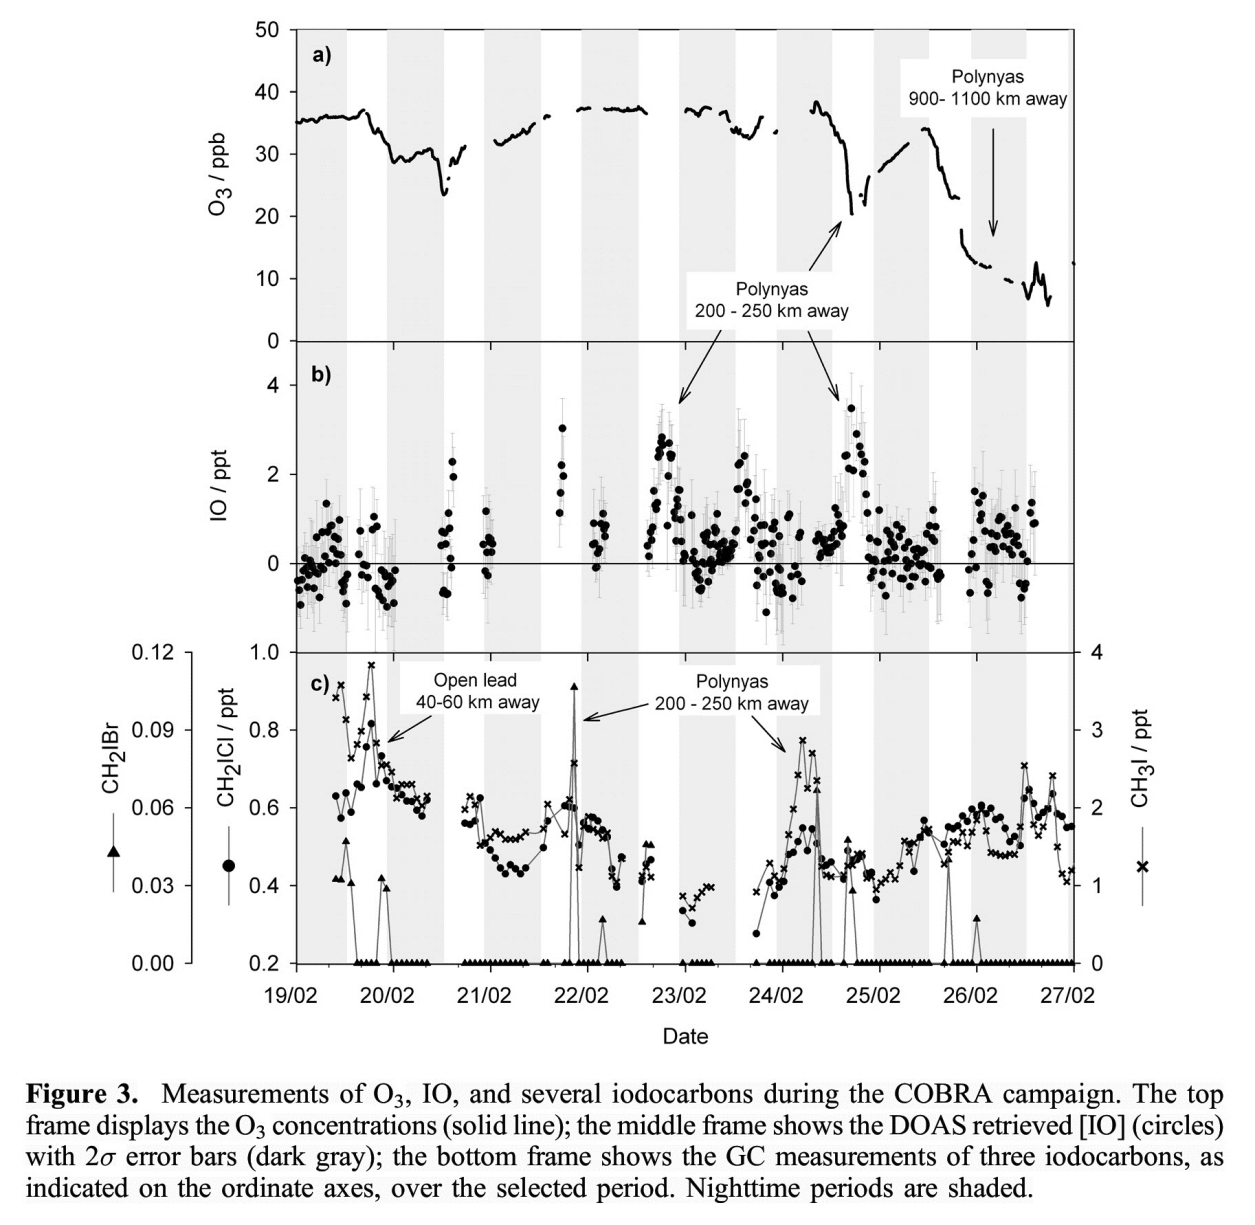 50
a)
40
30
20
10
0
O3 / ppb
Polynyas
900- 1100 km away
Polynyas
200 - 250 km away
b)
4
2
0
IO / ppt
0.12
0.09
0.06
0.03
0.00
CH2IBr
1.0
0.8
0.6
0.4
0.2
CH2ICl / ppt
c)
Open lead
40-60 km away
Polynyas
200 - 250 km away
4
3
2
1
0
CH3I / ppt
19/02 20/02 21/02 22/02 23/02 24/02 25/02 26/02 27/02
Date
Figure 3. Measurements of O3, IO, and several iodocarbons during the COBRA campaign. The top
frame displays the O3 concentrations (solid line); the middle frame shows the DOAS retrieved [IO] (circles)
with 2σ error bars (dark gray); the bottom frame shows the GC measurements of three iodocarbons, as
indicated on the ordinate axes, over the selected period. Nighttime periods are shaded.